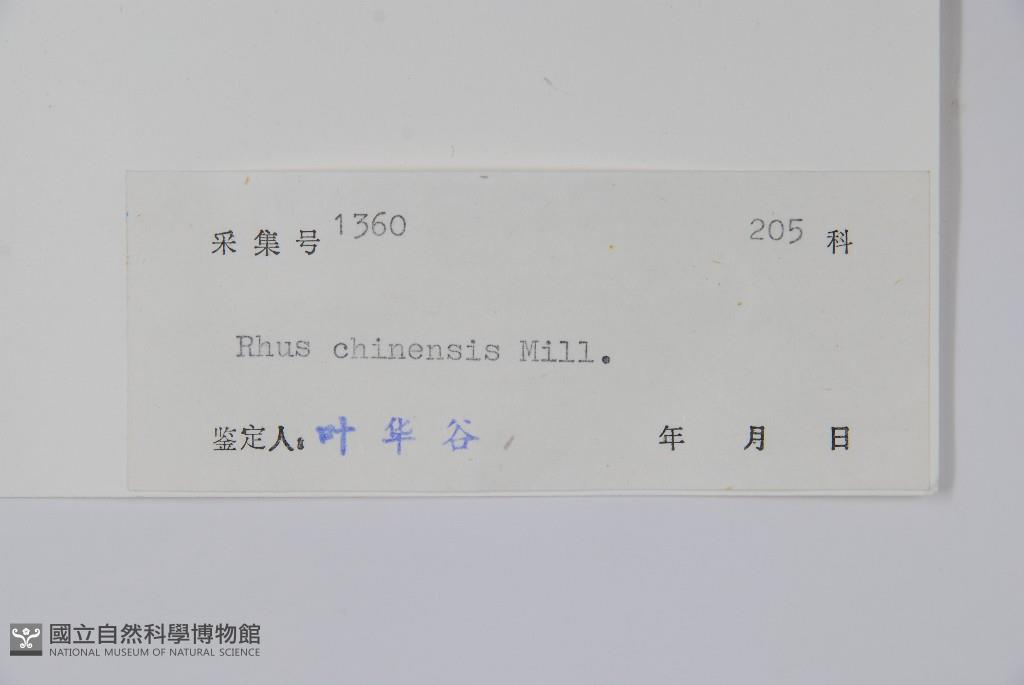 采集号 1360 205 科
Rhus chinensis Mill.
鉴定人: 叶华谷 年 月 日
國立自然科學博物館
NATIONAL MUSEUM OF NATURAL SCIENCE